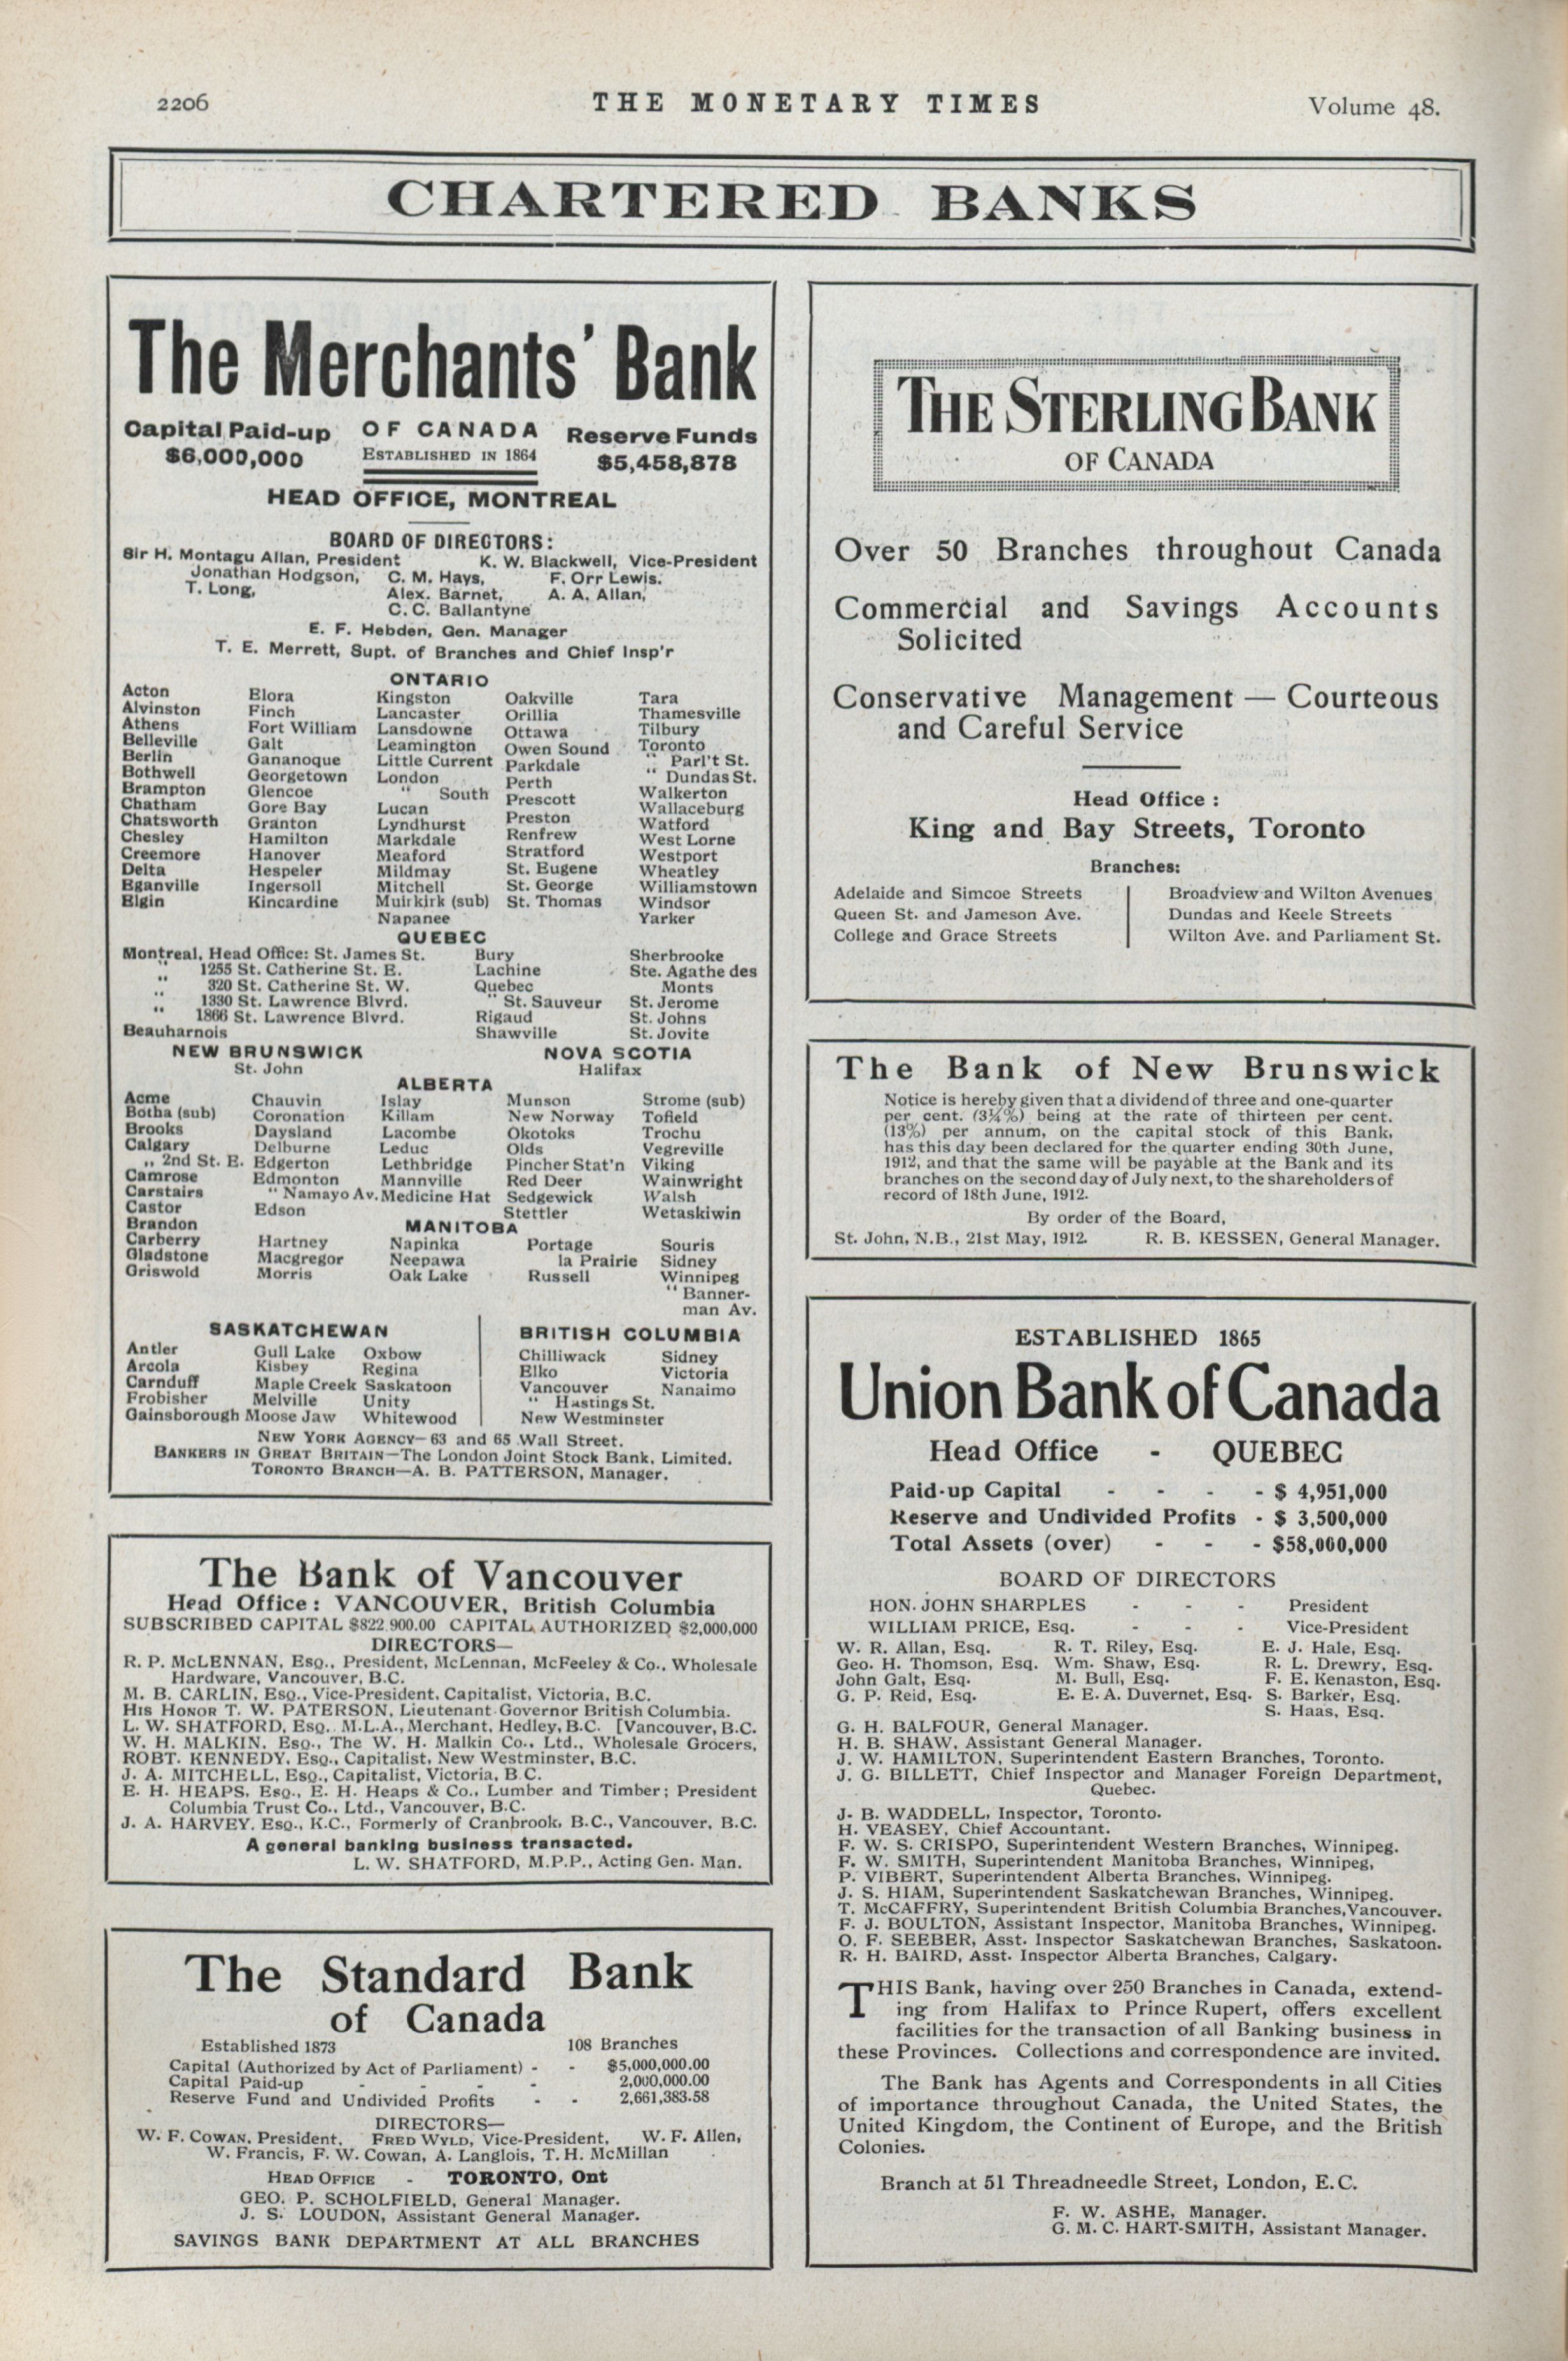 2206
THE MONETARY TIMES
Volume 48.
CHARTERED BANKS
The Merchants' Bank
Capital Paid-up OF CANADA Reserve Funds
$6,000,000 ESTABLISHED IN 1864 $5,458,878
HEAD OFFICE, MONTREAL
BOARD OF DIRECTORS:
Sir H. Montagu Allan, President K. W. Blackwell, Vice-President
Jonathan Hodgson, C. M. Hays, F. Orr Lewis.
T. Long, Alex. Barnet, A. A. Allan,
C. C. Ballantyne
E. F. Hebden, Gen. Manager
T. E. Merrett, Supt. of Branches and Chief Insp'r
ONTARIO
Acton Elora Kingston Oakville Tara
Alvinston Finch Lancaster Orillia Thamesville
Athens Fort William Lansdowne Ottawa Tilbury
Belleville Galt Leamington Owen Sound Toronto
Berlin Gananoque Little Current Parkdale " Parl't St.
Bothwell Georgetown London Perth " Dundas St.
Brampton Glencoe " South Prescott Walkerton
Chatham Gore Bay Lucan Preston Wallaceburg
Chatsworth Granton Lyndhurst Renfrew Watford
Chesley Hamilton Markdale Stratford West Lorne
Creemore Hanover Meaford St. Eugene Westport
Delta Hespeler Mildmay St. George Wheatley
Eganville Ingersoll Mitchell St. Thomas Williamstown
Elgin Kincardine Muirkirk (sub) Windsor
Napanee Yarker
QUEBEC
Montreal, Head Office: St. James St. Bury Sherbrooke
" 1255 St. Catherine St. E. Lachine Ste. Agathe des
" 320 St. Catherine St. W. Quebec Monts
" 1330 St. Lawrence Blvrd. " St. Sauveur St. Jerome
" 1866 St. Lawrence Blvrd. Rigaud St. Johns
Beauharnois Shawville St. Jovite
NEW BRUNSWICK NOVA SCOTIA
St. John Halifax
ALBERTA
Acme Chauvin Islay Munson Strome (sub)
Botha (sub) Coronation Killam New Norway Tofield
Brooks Daysland Lacombe Okotoks Trochu
Calgary Delburne Leduc Olds Vegreville
,, 2nd St. E. Edgerton Lethbridge Pincher Stat'n Viking
Camrose Edmonton Mannville Red Deer Wainwright
Carstairs " Namayo Av. Medicine Hat Sedgewick Walsh
Castor Edson Stettler Wetaskiwin
MANITOBA
Brandon Hartney Napinka Portage Souris
Carberry Macgregor Neepawa la Prairie Sidney
Gladstone Morris Oak Lake Russell Winnipeg
Griswold " Banner-
man Av.
SASKATCHEWAN
Antler Gull Lake Oxbow
Arcola Kisbey Regina
Carnduff Maple Creek Saskatoon
Frobisher Melville Unity
Gainsborough Moose Jaw Whitewood
BRITISH COLUMBIA
Chilliwack Sidney
Elko Victoria
Vancouver Nanaimo
" Hastings St.
New Westminster
NEW YORK AGENCY—63 and 65 Wall Street.
BANKERS IN GREAT BRITAIN—The London Joint Stock Bank, Limited.
TORONTO BRANCH—A. B. PATTERSON, Manager.
The Bank of Vancouver
Head Office: VANCOUVER, British Columbia
SUBSCRIBED CAPITAL $822,900.00 CAPITAL AUTHORIZED $2,000,000
DIRECTORS—
R. P. McLENNAN, Esq., President, McLennan, McFeeley & Co., Wholesale
Hardware, Vancouver, B.C.
M. B. CARLIN, Esq., Vice-President, Capitalist, Victoria, B.C.
His Honor T. W. PATERSON, Lieutenant-Governor British Columbia.
L. W. SHATFORD, Esq., M.L.A., Merchant, Hedley, B.C. [Vancouver, B.C.
W. H. MALKIN, Esq., The W. H. Malkin Co., Ltd., Wholesale Grocers,
ROBT. KENNEDY, Esq., Capitalist, New Westminster, B.C.
J. A. MITCHELL, Esq., Capitalist, Victoria, B.C.
E. H. HEAPS, Esq., E. H. Heaps & Co., Lumber and Timber; President
Columbia Trust Co., Ltd., Vancouver, B.C.
J. A. HARVEY, Esq., K.C., Formerly of Cranbrook, B.C., Vancouver, B.C.
A general banking business transacted.
L. W. SHATFORD, M.P.P., Acting Gen. Man.
The Standard Bank
of Canada
Established 1873 108 Branches
Capital (Authorized by Act of Parliament) - - $5,000,000.00
Capital Paid-up - - - - 2,000,000.00
Reserve Fund and Undivided Profits - - 2,661,383.58
DIRECTORS—
W. F. COWAN, President, FRED WYLD, Vice-President, W. F. Allen,
W. Francis, F. W. Cowan, A. Langlois, T. H. McMillan
HEAD OFFICE - TORONTO, Ont
GEO. P. SCHOLFIELD, General Manager.
J. S. LOUDON, Assistant General Manager.
SAVINGS BANK DEPARTMENT AT ALL BRANCHES
THE STERLING BANK
OF CANADA
Over 50 Branches throughout Canada
Commercial and Savings Accounts
Solicited
Conservative Management — Courteous
and Careful Service
Head Office:
King and Bay Streets, Toronto
Branches:
Adelaide and Simcoe Streets Broadview and Wilton Avenues
Queen St. and Jameson Ave. Dundas and Keele Streets
College and Grace Streets Wilton Ave. and Parliament St.
The Bank of New Brunswick
Notice is hereby given that a dividend of three and one-quarter
per cent. (3¼%) being at the rate of thirteen per cent.
(13%) per annum, on the capital stock of this Bank,
has this day been declared for the quarter ending 30th June,
1912, and that the same will be payable at the Bank and its
branches on the second day of July next, to the shareholders of
record of 18th June, 1912.
By order of the Board,
St. John, N.B., 21st May, 1912. R. B. KESSEN, General Manager.
ESTABLISHED 1865
Union Bank of Canada
Head Office - QUEBEC
Paid-up Capital - - - - $ 4,951,000
Reserve and Undivided Profits - $ 3,500,000
Total Assets (over) - - - $58,000,000
BOARD OF DIRECTORS
HON. JOHN SHARPLES - - - President
WILLIAM PRICE, Esq. - - - Vice-President
W. R. Allan, Esq. R. T. Riley, Esq. E. J. Hale, Esq.
Geo. H. Thomson, Esq. Wm. Shaw, Esq. R. L. Drewry, Esq.
John Galt, Esq. M. Bull, Esq. F. E. Kenaston, Esq.
G. P. Reid, Esq. E. E. A. Duvernet, Esq. S. Barker, Esq.
S. Haas, Esq.
G. H. BALFOUR, General Manager.
H. B. SHAW, Assistant General Manager.
J. W. HAMILTON, Superintendent Eastern Branches, Toronto.
J. G. BILLETT, Chief Inspector and Manager Foreign Department,
Quebec.
J. B. WADDELL, Inspector, Toronto.
H. VEASEY, Chief Accountant.
F. W. S. CRISPO, Superintendent Western Branches, Winnipeg.
F. W. SMITH, Superintendent Manitoba Branches, Winnipeg,
P. VIBERT, Superintendent Alberta Branches, Winnipeg.
J. S. HIAM, Superintendent Saskatchewan Branches, Winnipeg.
T. McCAFFRY, Superintendent British Columbia Branches, Vancouver.
F. J. BOULTON, Assistant Inspector, Manitoba Branches, Winnipeg.
O. F. SEEBER, Asst. Inspector Saskatchewan Branches, Saskatoon.
R. H. BAIRD, Asst. Inspector Alberta Branches, Calgary.
THIS Bank, having over 250 Branches in Canada, extend-
ing from Halifax to Prince Rupert, offers excellent
facilities for the transaction of all Banking business in
these Provinces. Collections and correspondence are invited.
The Bank has Agents and Correspondents in all Cities
of importance throughout Canada, the United States, the
United Kingdom, the Continent of Europe, and the British
Colonies.
Branch at 51 Threadneedle Street, London, E.C.
F. W. ASHE, Manager.
G. M. C. HART-SMITH, Assistant Manager.